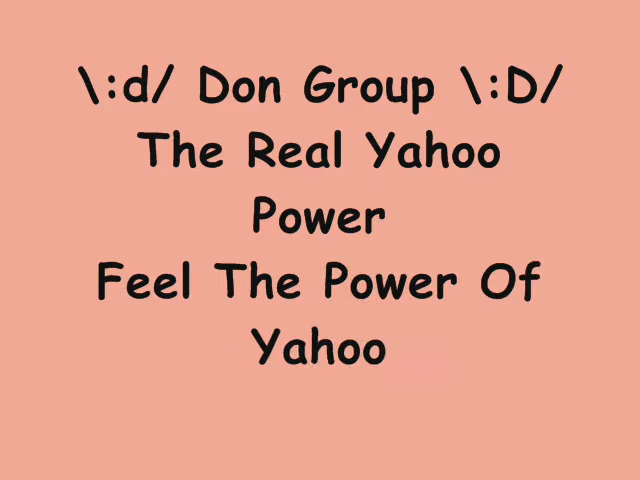 \:d/ Don Group \:D/
The Real Yahoo
Power
Feel The Power Of
Yahoo